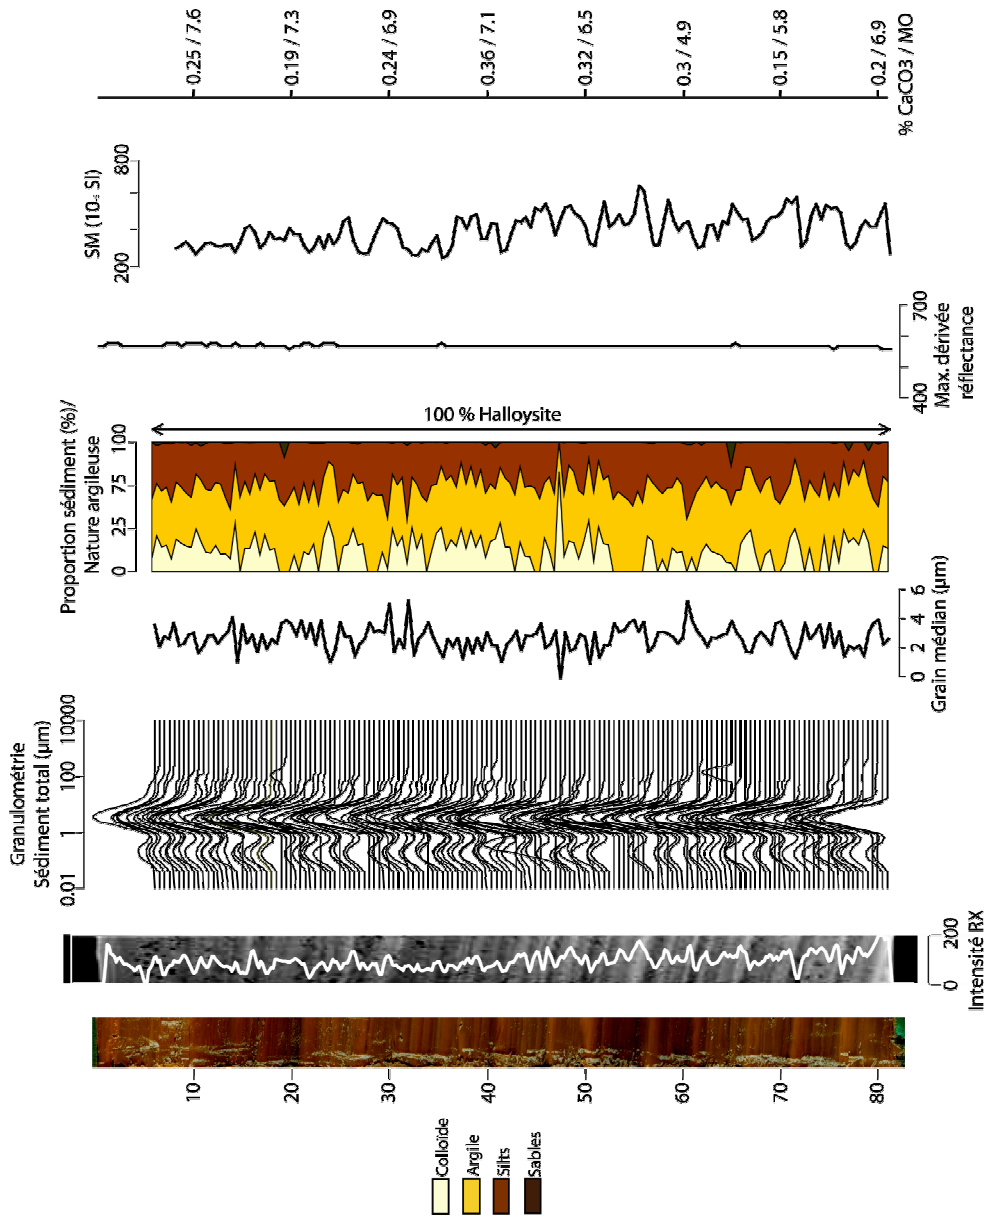 0.25 / 7.6
0.19 / 7.3
0.24 / 6.9
0.36 / 7.1
0.32 / 6.5
0.3 / 4.9
0.15 / 5.8
0.2 / 6.9
% CaCO3 / MO
SM (10-5 SI)
200
800
400
700
Max. dérivée
réflectance
100 % Halloysite
Proportion sédiment (%)/
Nature argileuse
0
25
75
100
0
2
4
6
Grain médian (µm)
Granulométrie
Sédiment total (µm)
0.01
1
100
10000
0
200
Intensité RX
10
20
30
40
50
60
70
80
Colloïde
Argile
Silts
Sables